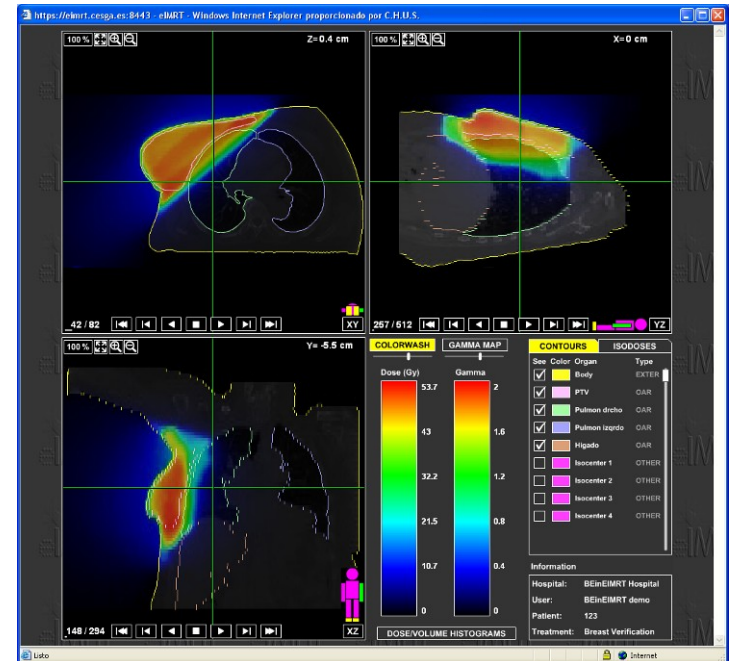 https://eimrt.cesga.es:8443 - eIMRT - Windows Internet Explorer proporcionado por C.H.U.S.
100 % Z=0.4 cm
42 / 82 XY
100 % X=0 cm
257 / 512 YZ
100 % Y= -5.5 cm
148 / 294 XZ
COLORWASH GAMMA MAP
Dose (Gy) Gamma
53.7 2
43 1.6
32.2 1.2
21.5 0.8
10.7 0.4
0 0
DOSE/VOLUME HISTOGRAMS
CONTOURS ISODOSES
See Color Organ Type
Body EXTER
PTV OAR
Pulmon drcho OAR
Pulmon izqrdo OAR
Higado OAR
Isocenter 1 OTHER
Isocenter 2 OTHER
Isocenter 3 OTHER
Isocenter 4 OTHER
Information
Hospital: BEinEIMRT Hospital
User: BEinEIMRT demo
Patient: 123
Treatment: Breast Verification
Listo Internet